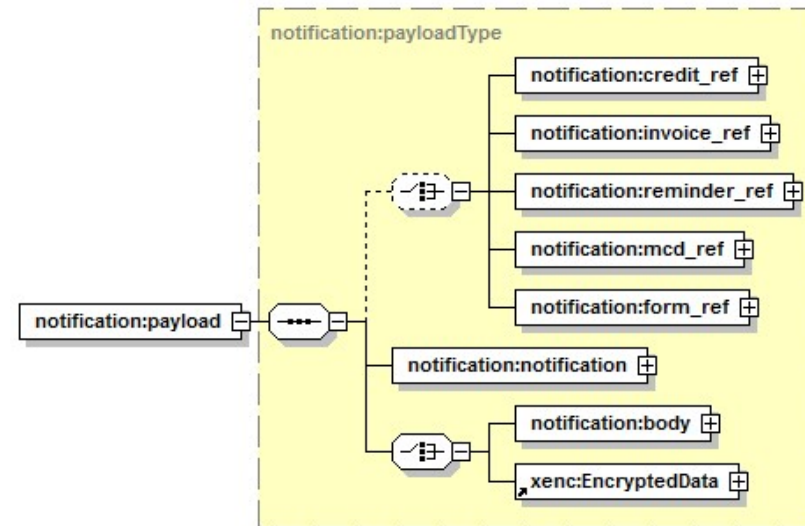 notification:payloadType
notification:credit_ref
notification:invoice_ref
notification:reminder_ref
notification:mcd_ref
notification:form_ref
notification:payload
notification:notification
notification:body
xenc:EncryptedData